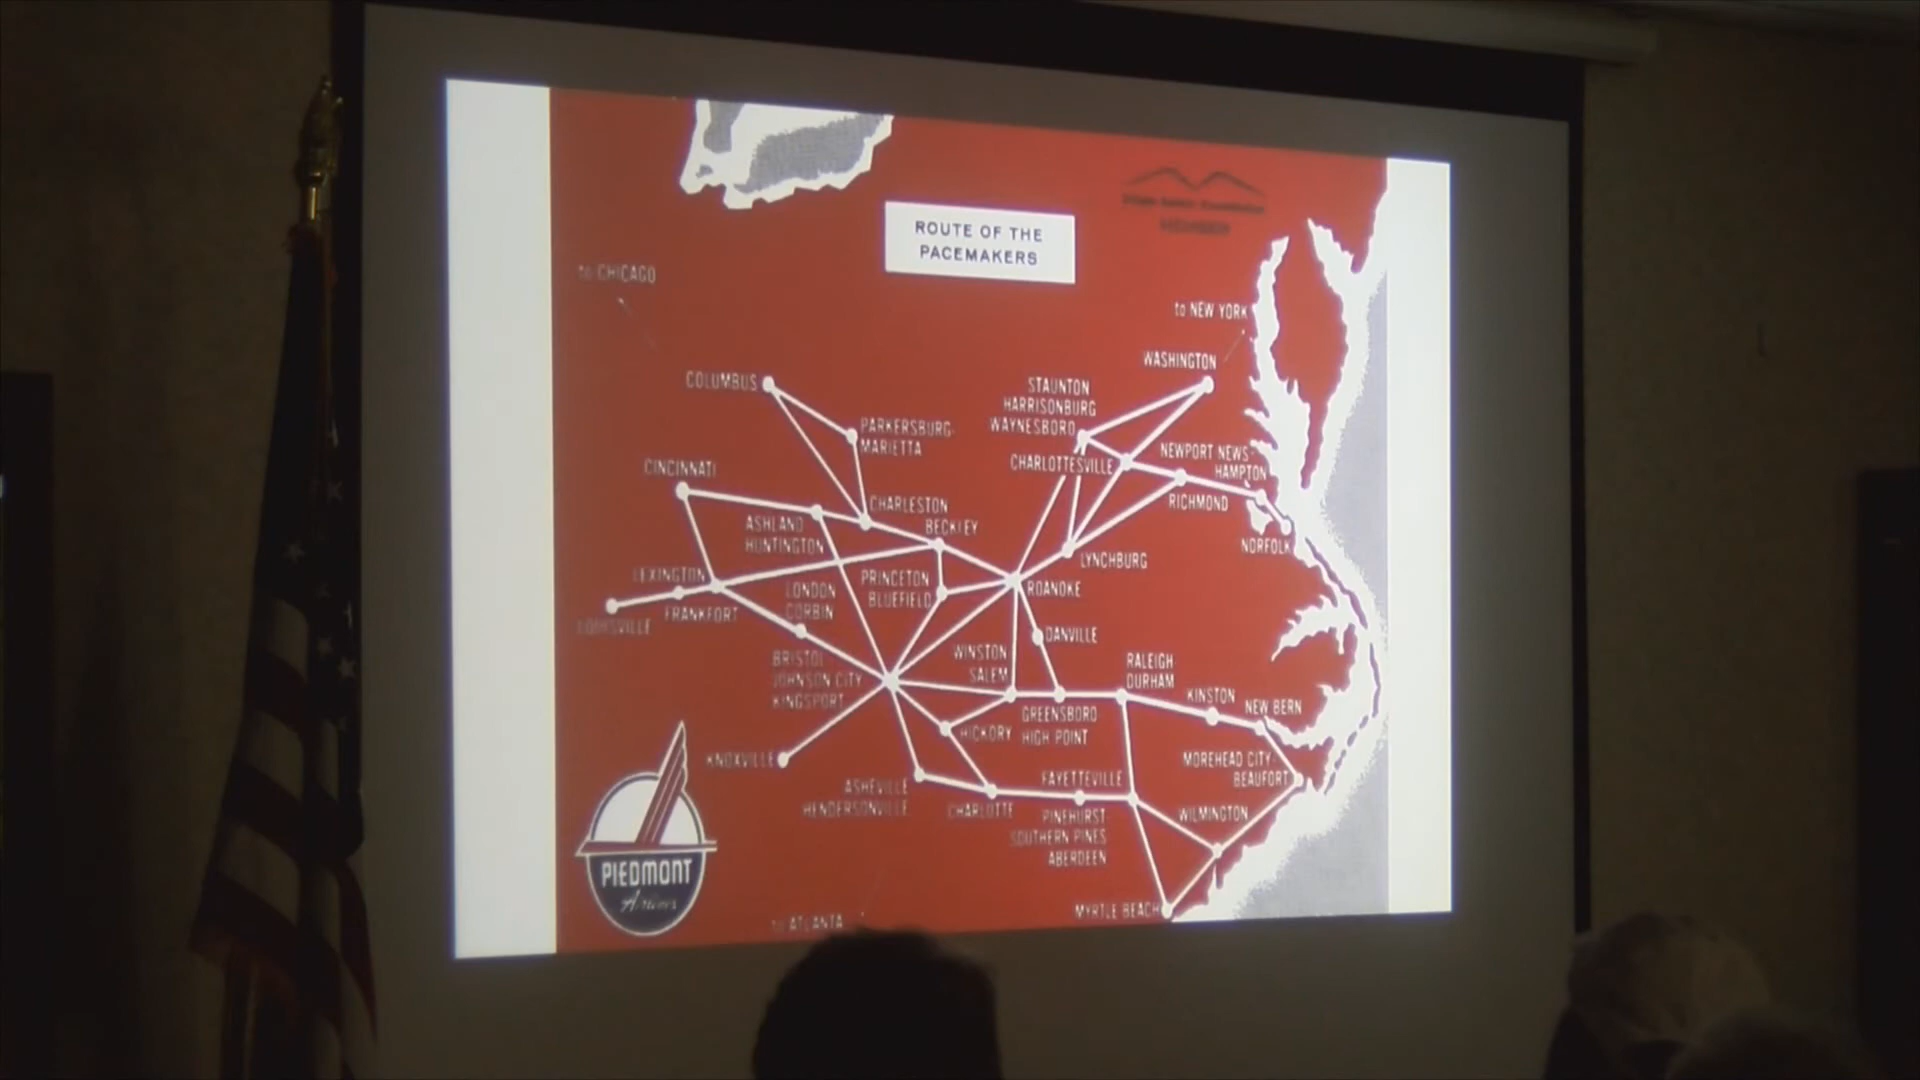 ROUTE OF THE
PACEMAKERS
MEMBER
to CHICAGO
to NEW YORK
WASHINGTON
COLUMBUS
STAUNTON
HARRISONBURG
WAYNESBORO
PARKERSBURG-
MARIETTA
CHARLOTTESVILLE
NEWPORT NEWS-
HAMPTON
CINCINNATI
RICHMOND
CHARLESTON
ASHLAND
HUNTINGTON
BECKLEY
NORFOLK
LYNCHBURG
LEXINGTON
FRANKFORT
LOUISVILLE
LONDON
CORBIN
PRINCETON
BLUEFIELD
ROANOKE
DANVILLE
BRISTOL
JOHNSON CITY
KINGSPORT
WINSTON
SALEM
RALEIGH
DURHAM
GREENSBORO
HIGH POINT
KINSTON
NEW BERN
HICKORY
KNOXVILLE
MOREHEAD CITY-
BEAUFORT
ASHEVILLE
HENDERSONVILLE
CHARLOTTE
FAYETTEVILLE
PINEHURST
SOUTHERN PINES
ABERDEEN
WILMINGTON
MYRTLE BEACH
to ATLANTA
PIEDMONT
Airlines